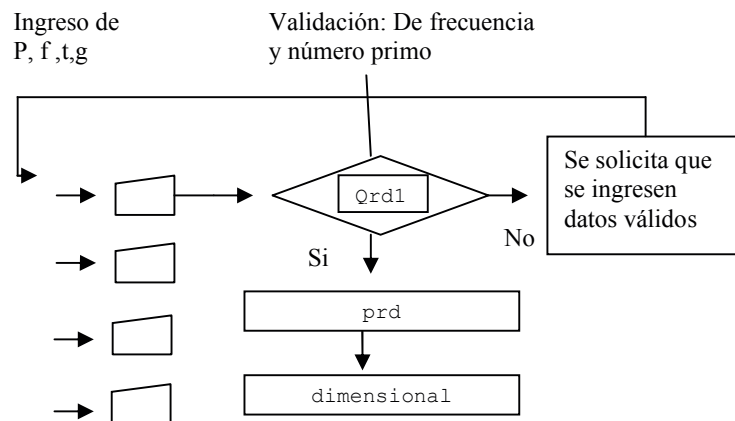 Ingreso de
P, f ,t,g
Validación: De frecuencia
y número primo
Qrd1
Se solicita que
se ingresen
datos válidos
No
Si
prd
dimensional